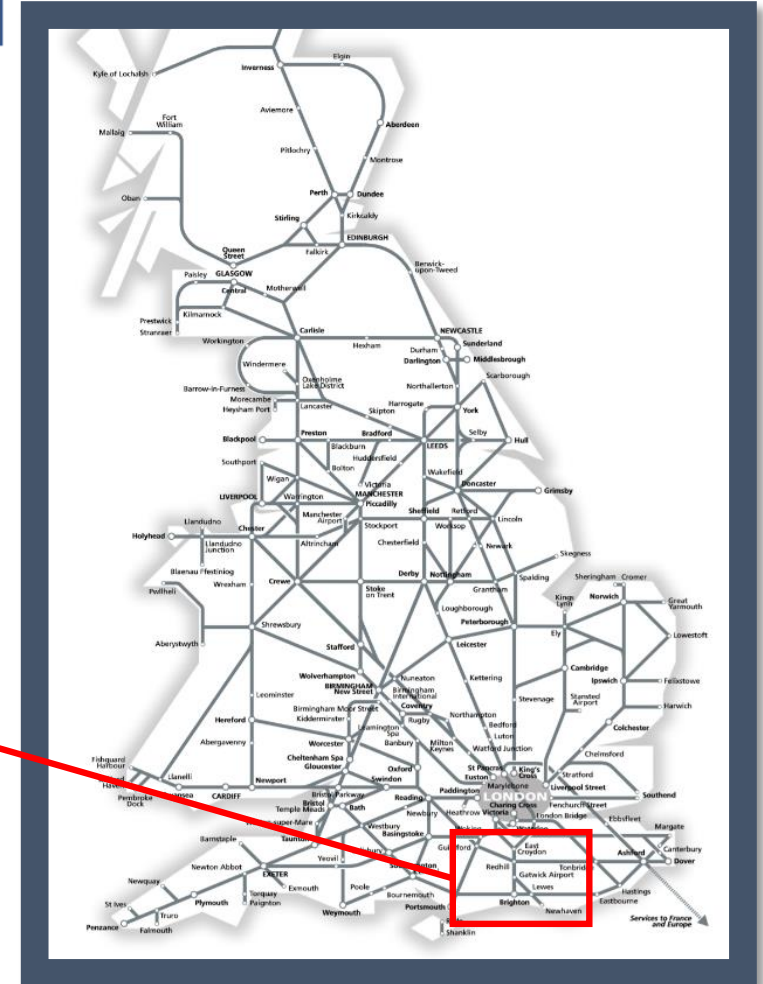 Elgin
Kyle of Lochalsh
Inverness
Aviemore
Fort
William
Mallaig
Aberdeen
Pitlochry
Montrose
Perth
Dundee
Oban
Kirkcaldy
Stirling
EDINBURGH
Queen
Street
Falkirk
Berwick-
upon-Tweed
Paisley
GLASGOW
Central
Motherwell
Prestwick
Kilmarnock
Stranraer
Carlisle
NEWCASTLE
Workington
Hexham
Durham
Sunderland
Darlington
Middlesbrough
Windermere
Scarborough
Oxenholme
Lake District
Barrow-in-Furness
Northallerton
Morecambe
Harrogate
Heysham Port
Lancaster
Skipton
York
Blackpool
Preston
Bradford
Selby
Hull
Blackburn
LEEDS
Southport
Huddersfield
Bolton
Wakefield
Wigan
Victoria
Doncaster
LIVERPOOL
Warrington
MANCHESTER
Piccadilly
Grimsby
Manchester
Airport
Sheffield
Retford
Llandudno
Stockport
Lincoln
Holyhead
Chester
Worksop
Llandudno
Junction
Altrincham
Chesterfield
Newark
Skegness
Blaenau Ffestiniog
Wrexham
Crewe
Derby
Nottingham
Sheringham
Cromer
Pwllheli
Stoke
on Trent
Grantham
Spalding
Kings
Lynn
Norwich
Great
Yarmouth
Loughborough
Shrewsbury
Peterborough
Ely
Lowestoft
Aberystwyth
Stafford
Leicester
Wolverhampton
Cambridge
BIRMINGHAM
New Street
Nuneaton
Kettering
Ipswich
Felixstowe
Leominster
Birmingham
International
Stevenage
Stansted
Airport
Birmingham Moor Street
Coventry
Harwich
Hereford
Kidderminster
Rugby
Northampton
Leamington
Spa
Bedford
Colchester
Worcester
Banbury
Milton
Keynes
Luton
Abergavenny
Watford Junction
Chelmsford
Cheltenham Spa
Fishguard
Harbour
Gloucester
Oxford
St Pancras
King's
Cross
Euston
Stratford
Llanelli
Swindon
Marylebone
Liverpool Street
Newport
Paddington
LONDON
Southend
Pembroke
Dock
CARDIFF
Bristol Parkway
Reading
Charing Cross
Fenchurch Street
Bristol
Temple Meads
Bath
Newbury
Heathrow
Victoria
London Bridge
Ebbsfleet
Westbury
Margate
Barnstaple
Taunton
Basingstoke
East
Croydon
Canterbury
Yeovil
Ashford
Dover
Newton Abbot
Redhill
Tonbridge
Newquay
EXETER
Gatwick Airport
Exmouth
Poole
Lewes
Hastings
St Ives
Plymouth
Torquay
Paignton
Bournemouth
Brighton
Eastbourne
Truro
Weymouth
Portsmouth
Newhaven
Penzance
Falmouth
Services to France
and Europe
Shanklin